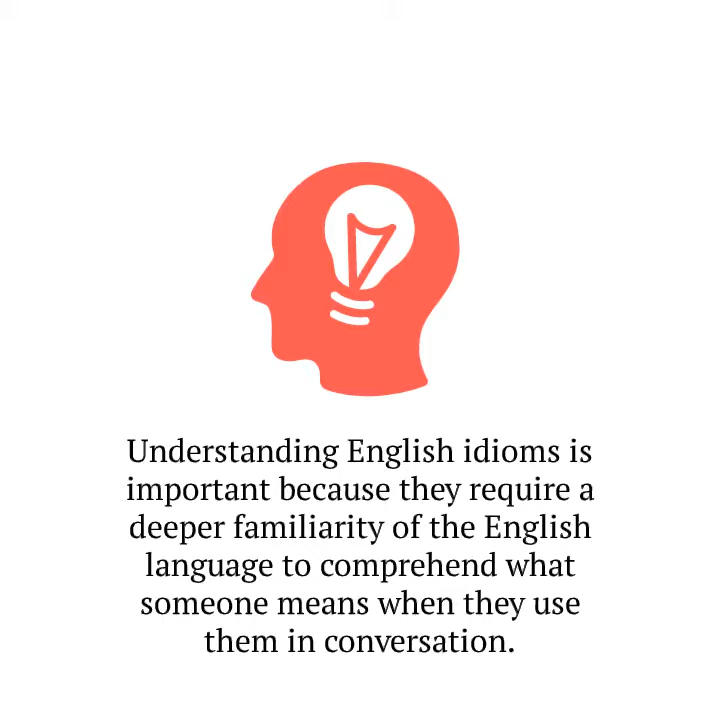 Understanding English idioms is
important because they require a
deeper familiarity of the English
language to comprehend what
someone means when they use
them in conversation.